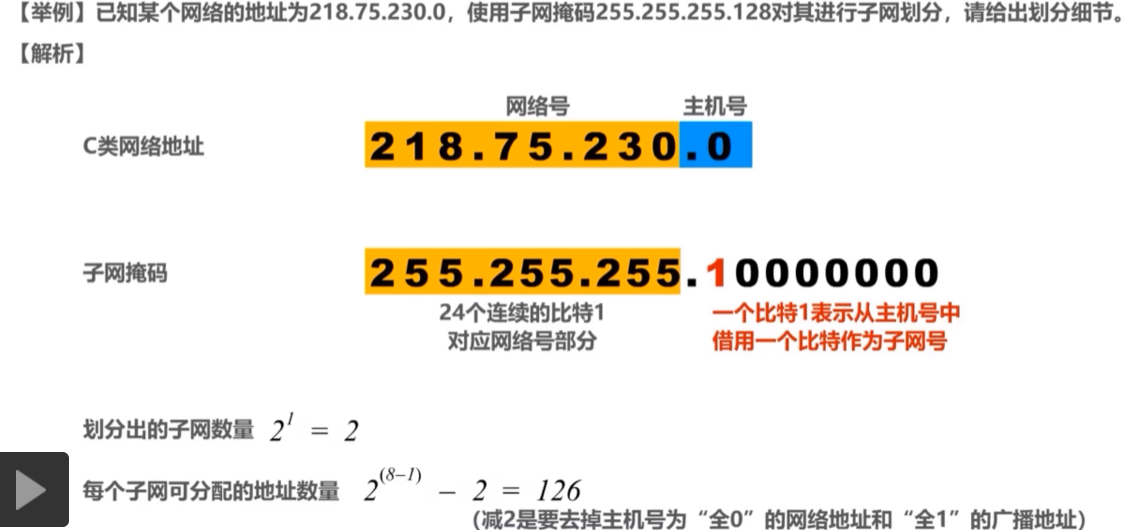 【举例】已知某个网络的地址为218.75.230.0，使用子网掩码255.255.255.128对其进行子网划分，请给出划分细节。
【解析】
网络号 主机号
C类网络地址 218.75.230.0
子网掩码 255.255.255.10000000
24个连续的比特1 一个比特1表示从主机号中
对应网络号部分 借用一个比特作为子网号
划分出的子网数量 2^1 = 2
每个子网可分配的地址数量 2^(8-1) - 2 = 126
（减2是要去掉主机号为“全0”的网络地址和“全1”的广播地址）